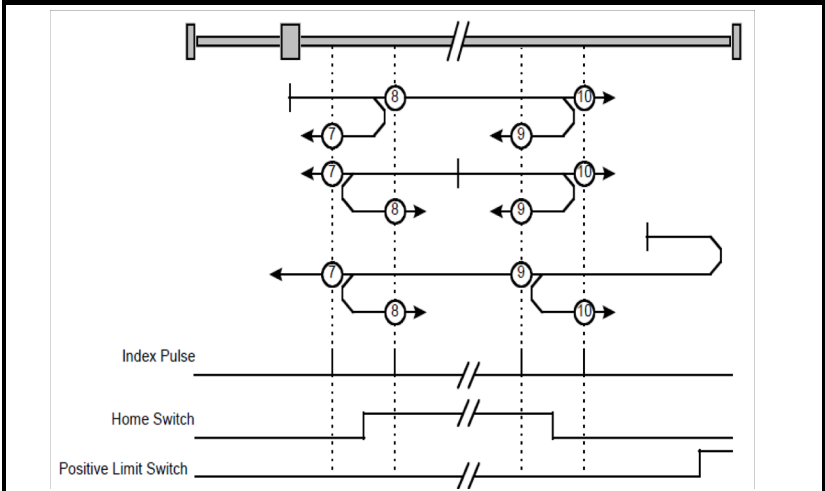 8 10
7 9
7 10
8 9
7 9
8 10
Index Pulse
Home Switch
Positive Limit Switch